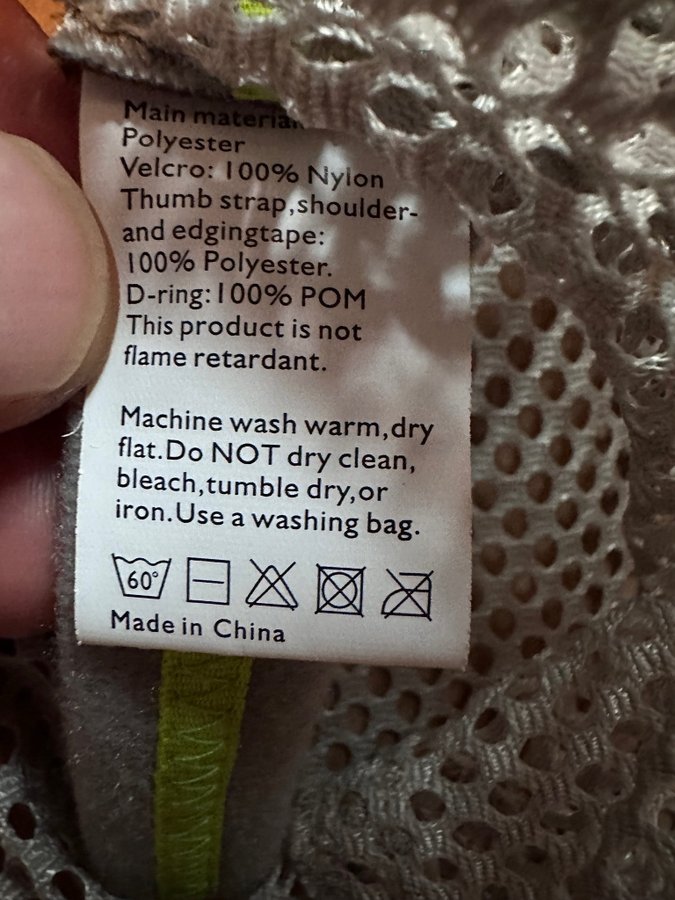 Main material
Polyester
Velcro: 100% Nylon
Thumb strap,shoulder-
and edgingtape:
100% Polyester.
D-ring:100% POM
This product is not
flame retardant.
Machine wash warm,dry
flat.Do NOT dry clean,
bleach,tumble dry,or
iron.Use a washing bag.
60°
Made in China